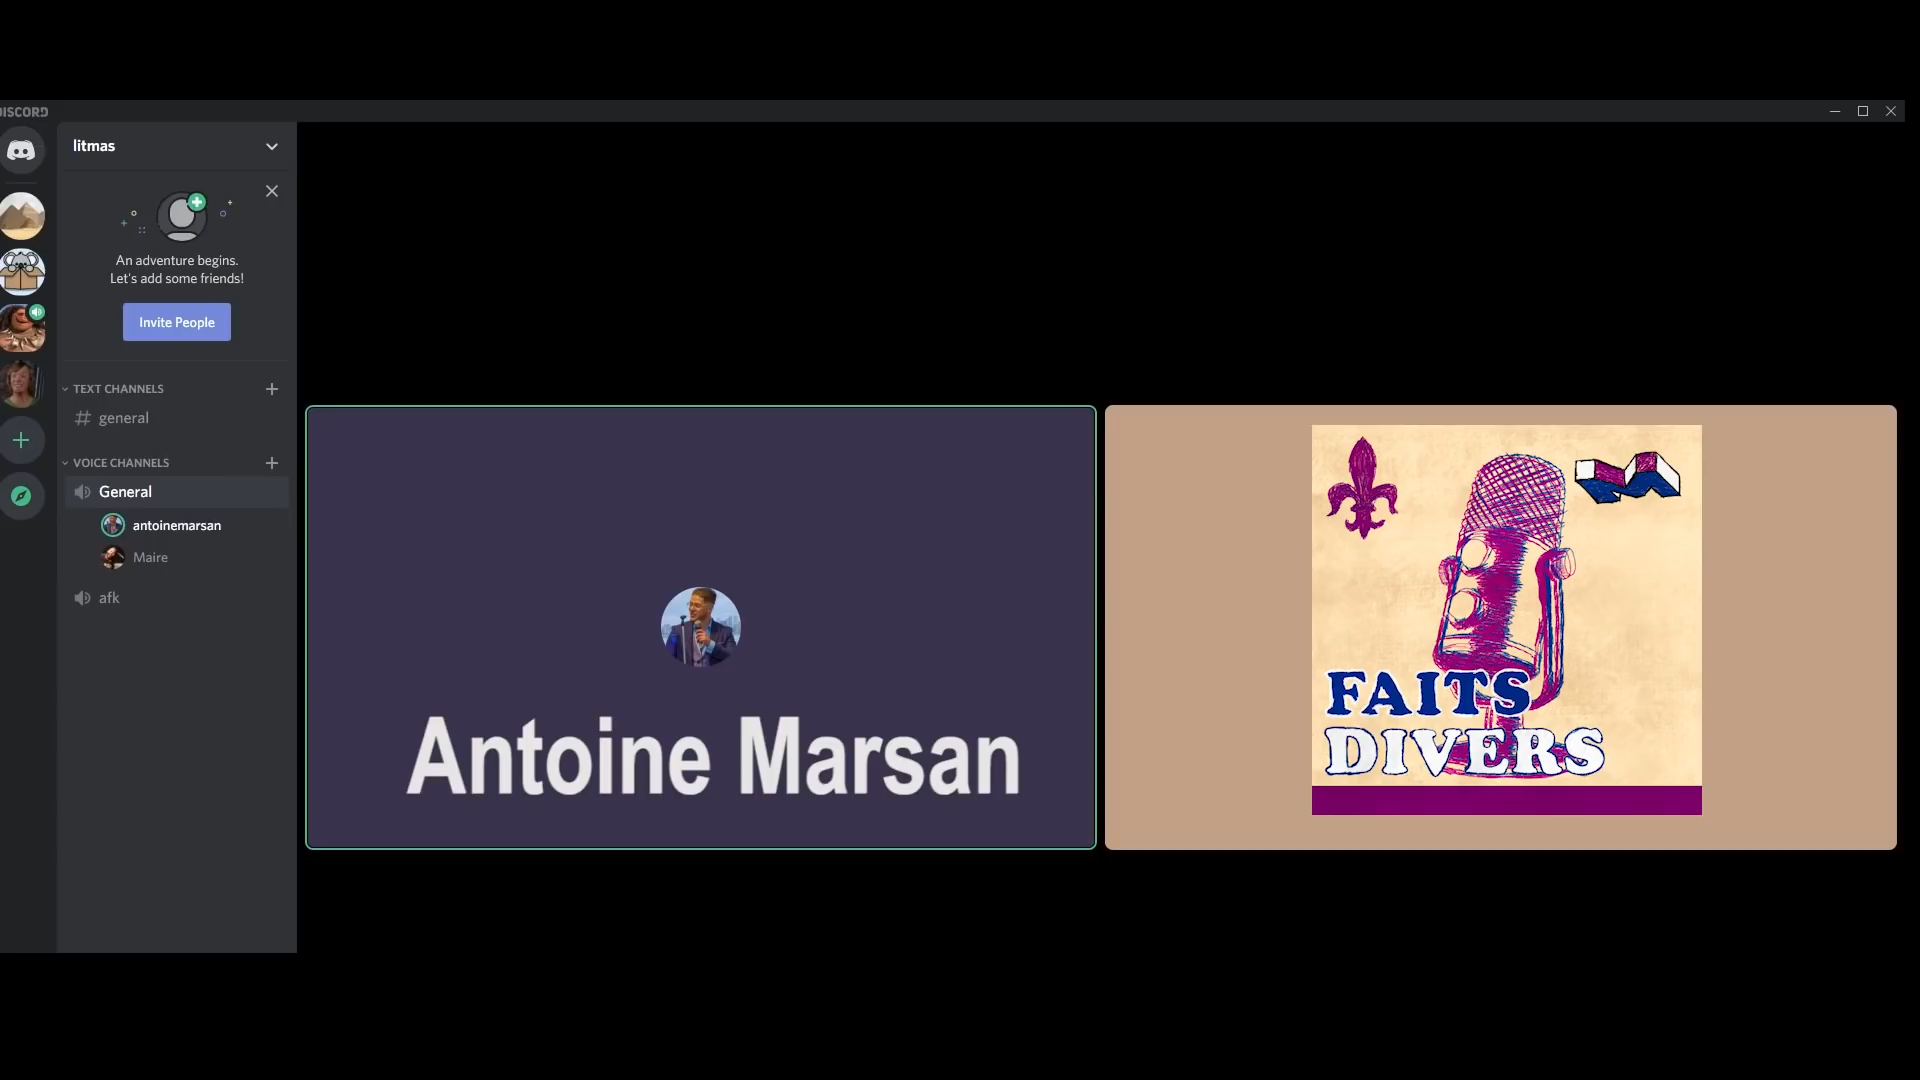 DISCORD
litmas
An adventure begins.
Let's add some friends!
Invite People
TEXT CHANNELS
general
VOICE CHANNELS
General
antoinemarsan
Maire
afk
Antoine Marsan
FAITS
DIVERS